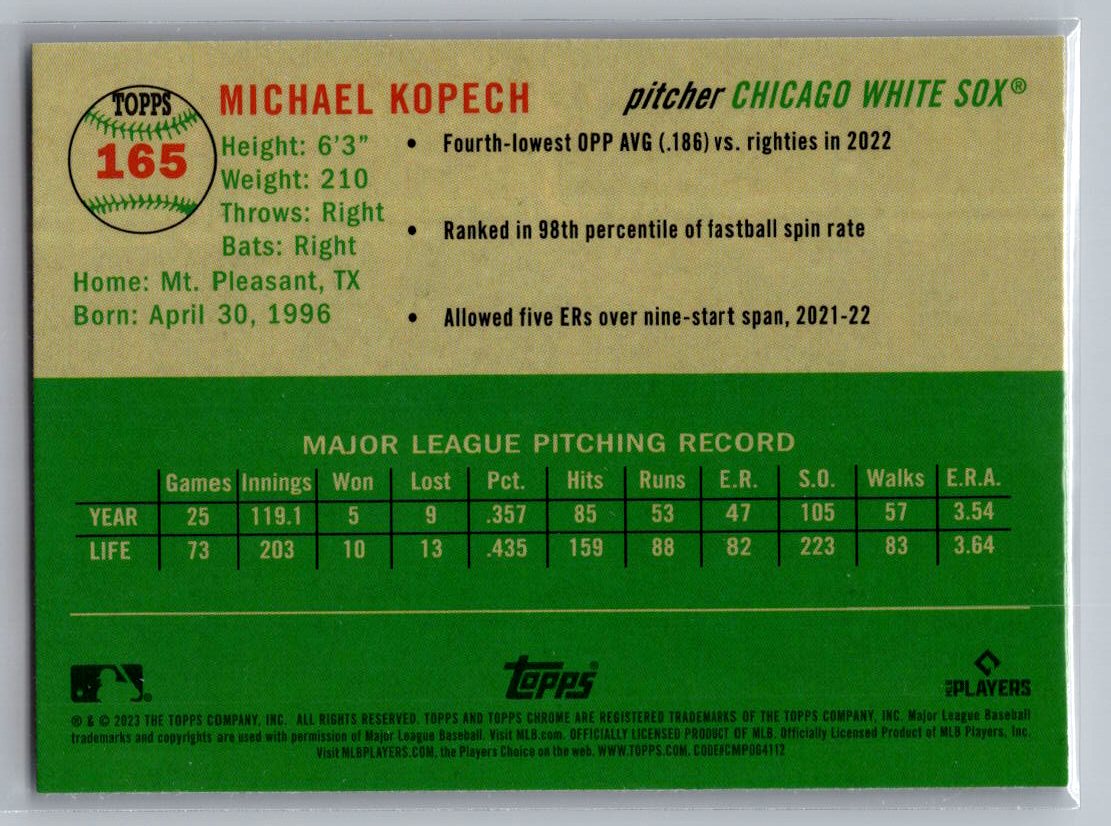 TOPPS
165
MICHAEL KOPECH
pitcher CHICAGO WHITE SOX®
Height: 6'3"
Weight: 210
Throws: Right
Bats: Right
Home: Mt. Pleasant, TX
Born: April 30, 1996
• Fourth-lowest OPP AVG (.186) vs. righties in 2022
• Ranked in 98th percentile of fastball spin rate
• Allowed five ERs over nine-start span, 2021-22
MAJOR LEAGUE PITCHING RECORD
Games Innings Won Lost Pct. Hits Runs E.R. S.O. Walks E.R.A.
YEAR 25 119.1 5 9 .357 85 53 47 105 57 3.54
LIFE 73 203 10 13 .435 159 88 82 223 83 3.64
Topps®
MLB PLAYERS
® & © 2023 THE TOPPS COMPANY, INC. ALL RIGHTS RESERVED. TOPPS AND TOPPS CHROME ARE REGISTERED TRADEMARKS OF THE TOPPS COMPANY, INC. Major League Baseball
trademarks and copyrights are used with permission of Major League Baseball. Visit MLB.com. OFFICIALLY LICENSED PRODUCT OF MLB. Officially Licensed Product of MLB Players, Inc.
Visit MLBPLAYERS.COM, the Players Choice on the web. WWW.TOPPS.COM. CODE#CMP064112